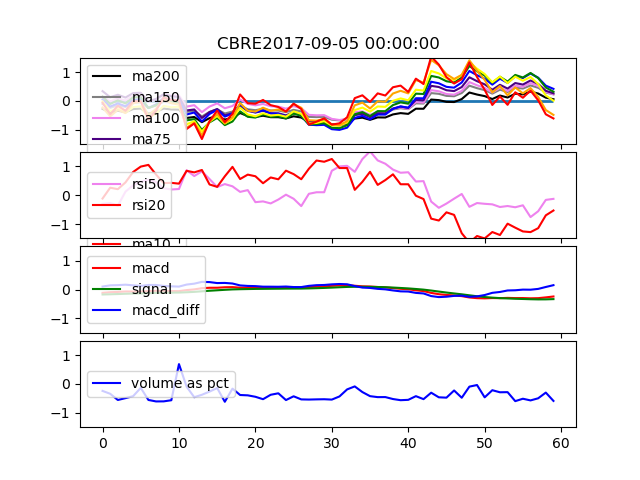 CBRE2017-09-05 00:00:00
1
0
−1
ma200
ma150
ma100
ma75
1
0
−1
rsi50
rsi20
ma10
1
0
−1
macd
signal
macd_diff
1
0
−1
volume as pct
0 10 20 30 40 50 60